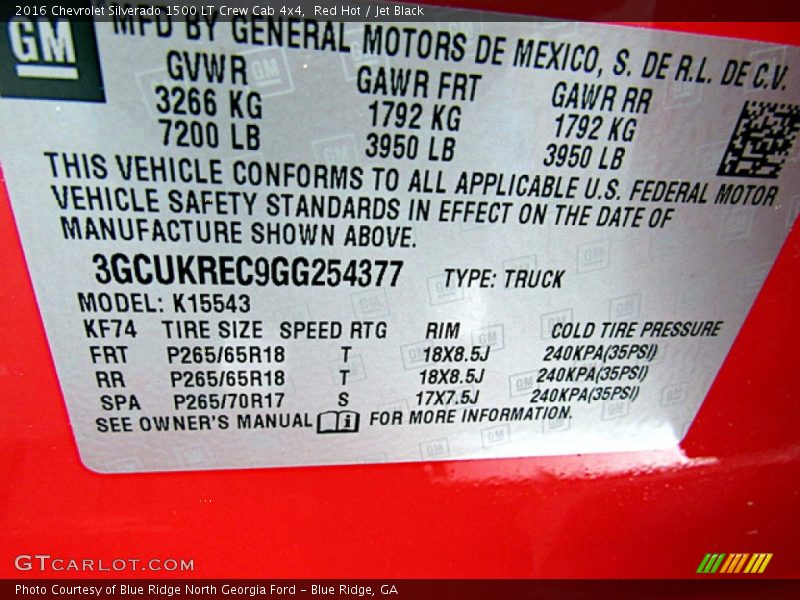 2016 Chevrolet Silverado 1500 LT Crew Cab 4x4,  Red Hot / Jet Black
GM
MFD BY GENERAL MOTORS DE MEXICO, S. DE R.L. DE C.V.
GVWR GAWR FRT GAWR RR
3266 KG 1792 KG 1792 KG
7200 LB 3950 LB 3950 LB
THIS VEHICLE CONFORMS TO ALL APPLICABLE U.S. FEDERAL MOTOR
VEHICLE SAFETY STANDARDS IN EFFECT ON THE DATE OF
MANUFACTURE SHOWN ABOVE.
3GCUKREC9GG254377 TYPE: TRUCK
MODEL: K15543
KF74 TIRE SIZE SPEED RTG RIM COLD TIRE PRESSURE
FRT P265/65R18 T 18X8.5J 240KPA(35PSI)
RR P265/65R18 T 18X8.5J 240KPA(35PSI)
SPA P265/70R17 S 17X7.5J 240KPA(35PSI)
SEE OWNER'S MANUAL FOR MORE INFORMATION.
GTCARLOT.COM
Photo Courtesy of Blue Ridge North Georgia Ford - Blue Ridge, GA